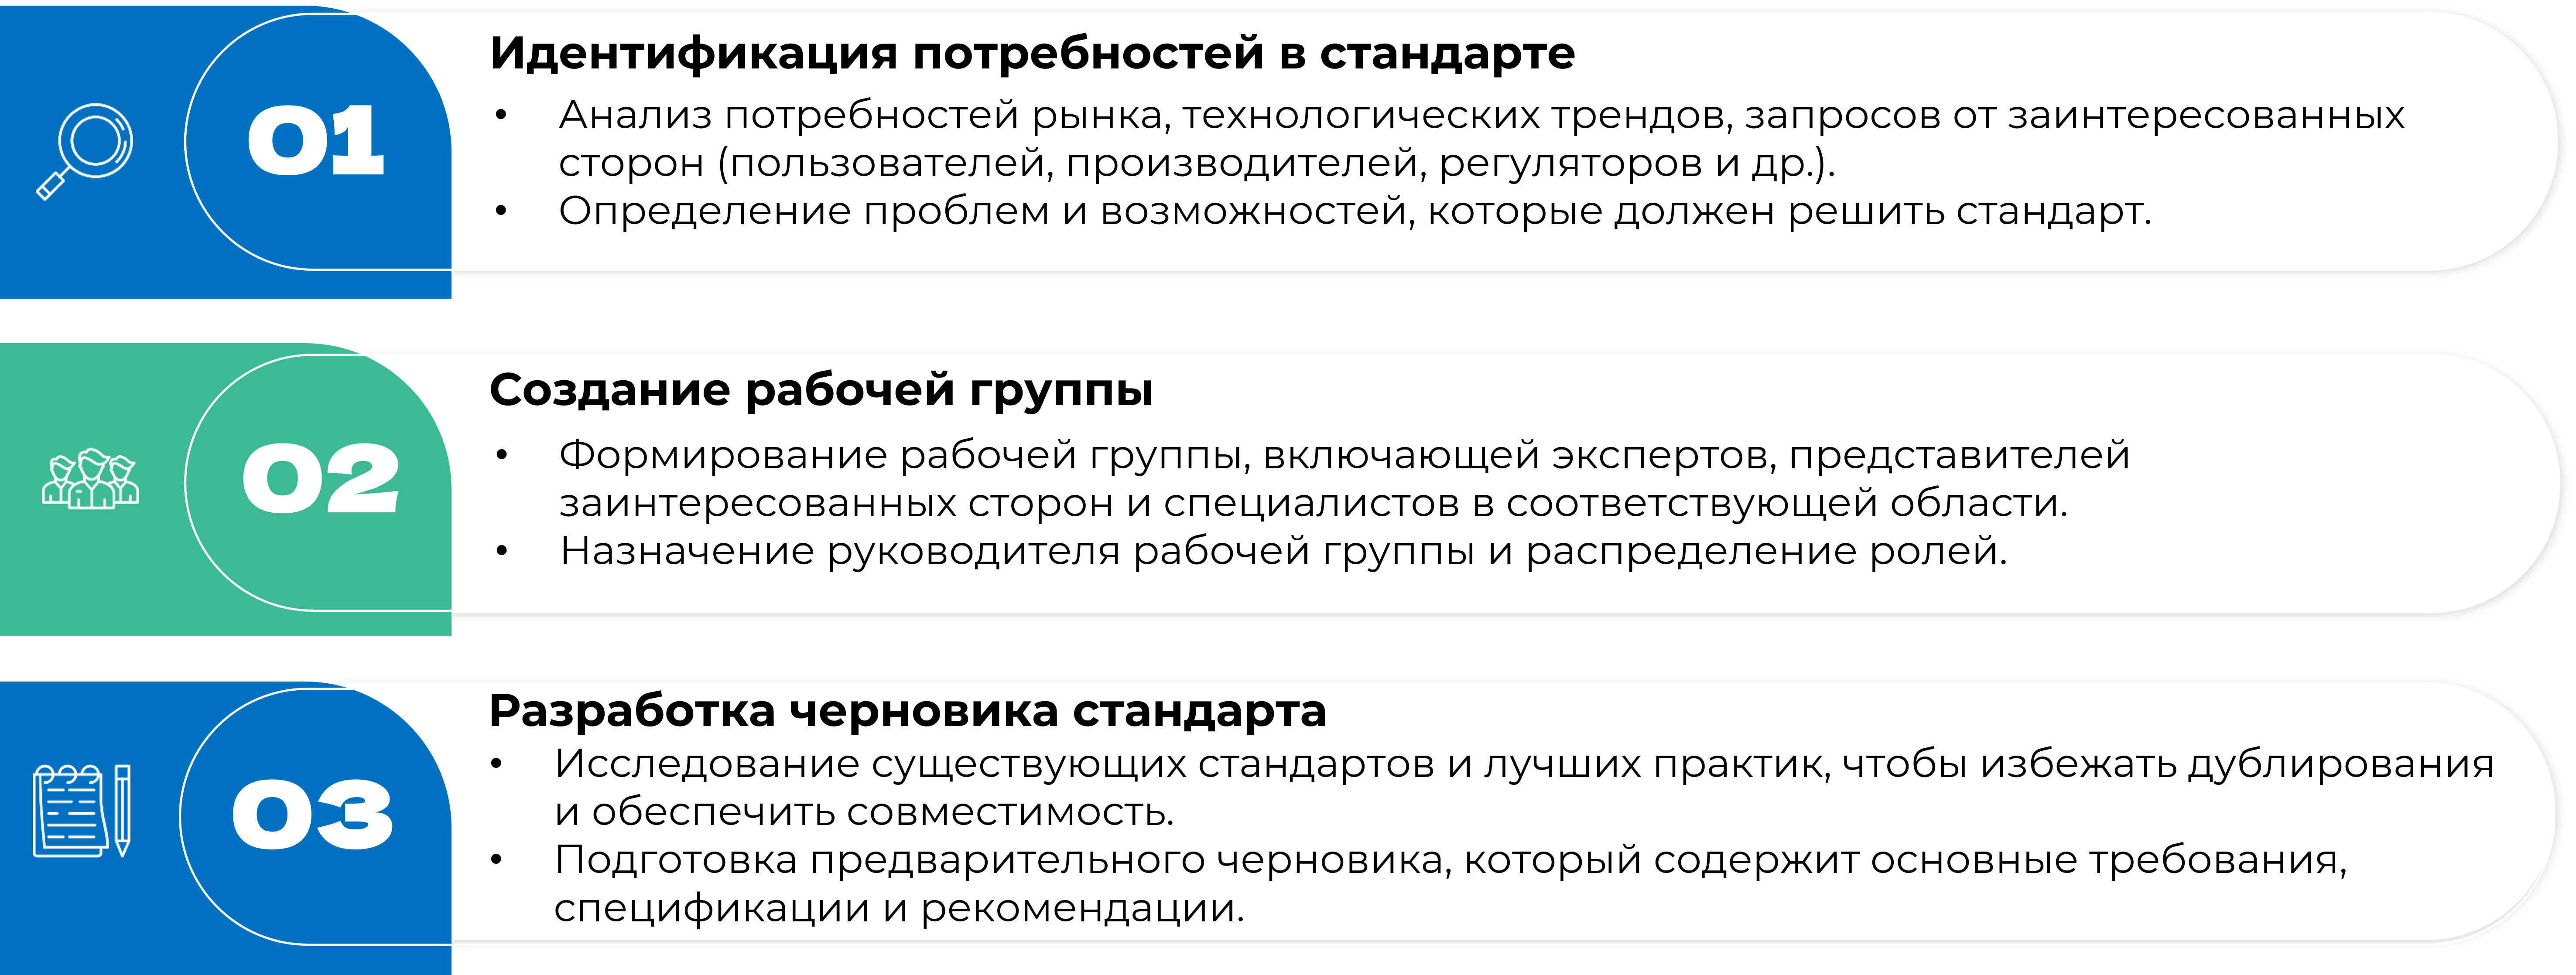 01
Идентификация потребностей в стандарте
• Анализ потребностей рынка, технологических трендов, запросов от заинтересованных
сторон (пользователей, производителей, регуляторов и др.).
• Определение проблем и возможностей, которые должен решить стандарт.
02
Создание рабочей группы
• Формирование рабочей группы, включающей экспертов, представителей
заинтересованных сторон и специалистов в соответствующей области.
• Назначение руководителя рабочей группы и распределение ролей.
03
Разработка черновика стандарта
• Исследование существующих стандартов и лучших практик, чтобы избежать дублирования
и обеспечить совместимость.
• Подготовка предварительного черновика, который содержит основные требования,
спецификации и рекомендации.